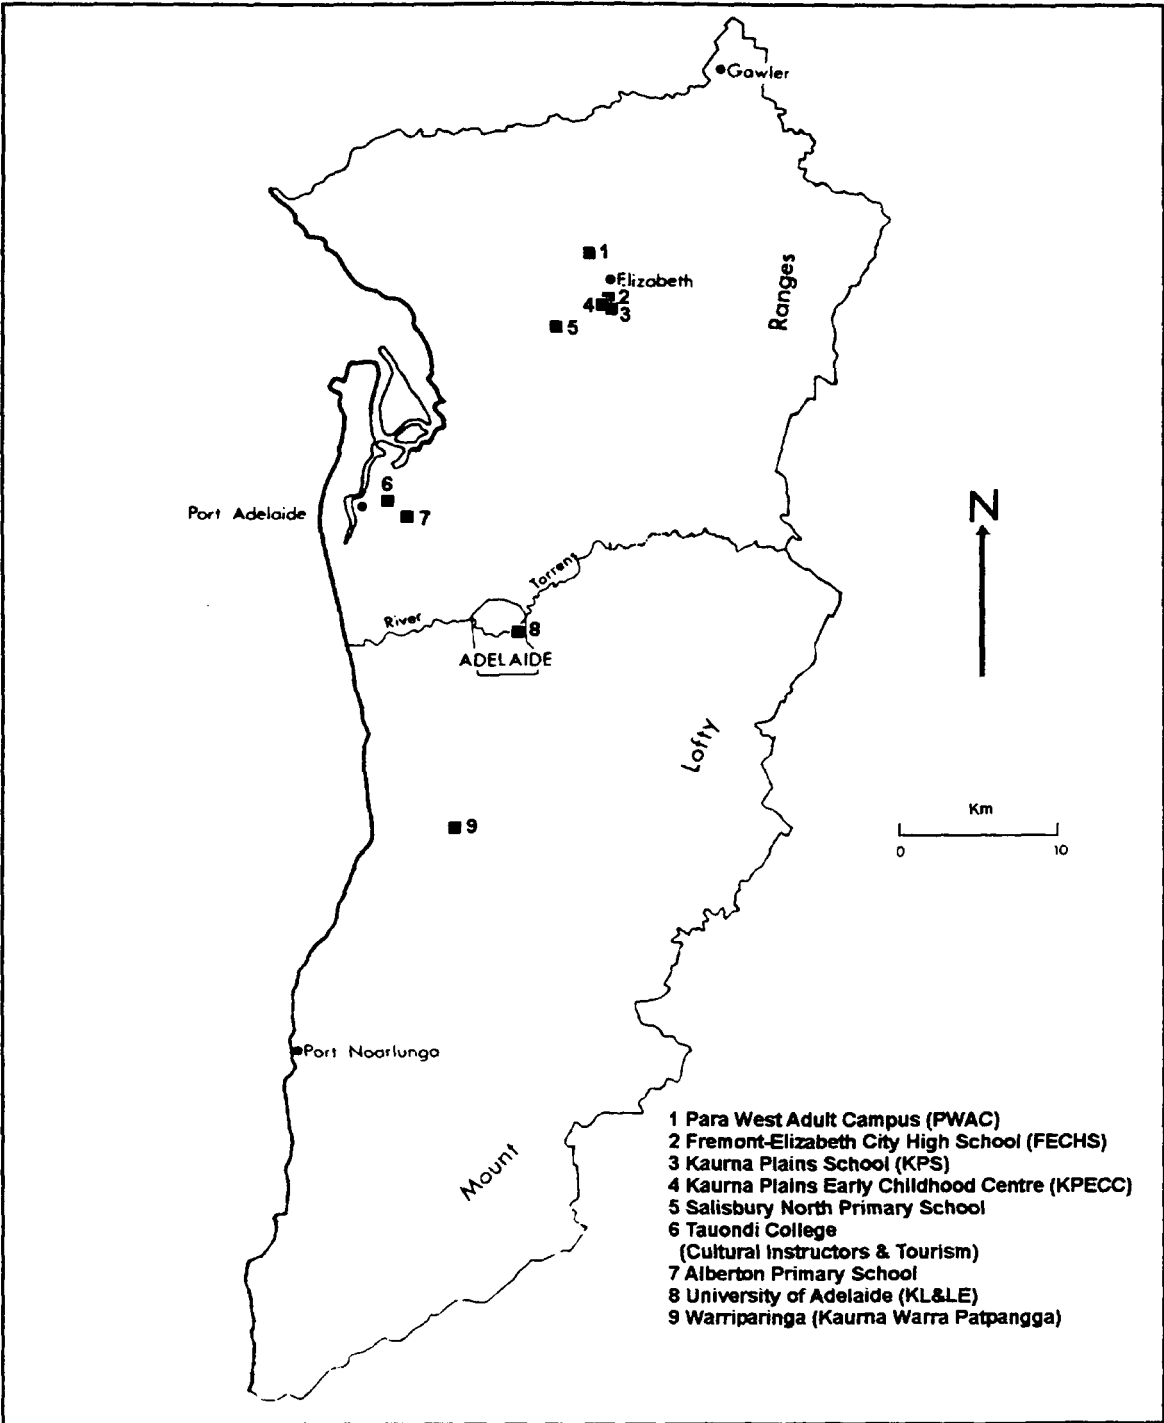 Gawler
1
Elizabeth
2
4
3
5
Ranges
6
Port Adelaide
7
N
Torrens
River
8
ADELAIDE
Lofty
Km
0 10
9
Port Noarlunga
Mount
1 Para West Adult Campus (PWAC)
2 Fremont-Elizabeth City High School (FECHS)
3 Kaurna Plains School (KPS)
4 Kaurna Plains Early Childhood Centre (KPECC)
5 Salisbury North Primary School
6 Tauondi College
(Cultural Instructors & Tourism)
7 Alberton Primary School
8 University of Adelaide (KL&LE)
9 Warriparinga (Kaurna Warra Patpangga)